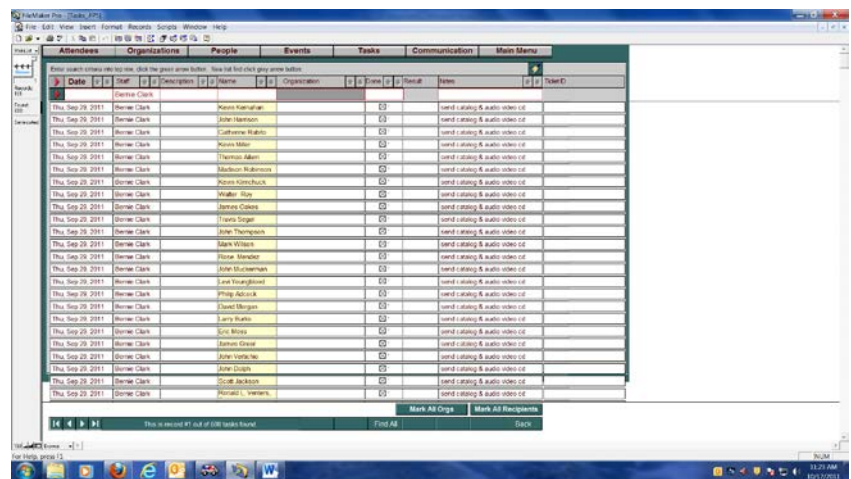 FileMaker Pro - [Tasks_API]
File Edit View Insert Format Records Scripts Window Help
Attendees Organizations People Events Tasks Communication Main Menu
Enter search criteria into top row, click the green arrow button. New list find click grey arrow button.
Date Staff Description Name Organization Done Result Notes TicketID
Bernie Clark
Thu, Sep 29, 2011 Bernie Clark Kevin Kernahan send catalog & audio video cd
Thu, Sep 29, 2011 Bernie Clark John Harrison send catalog & audio video cd
Thu, Sep 29, 2011 Bernie Clark Catherine send catalog & audio video cd
Thu, Sep 29, 2011 Bernie Clark Kevin Miller send catalog & audio video cd
Thu, Sep 29, 2011 Bernie Clark Thomas Aiken send catalog & audio video cd
Thu, Sep 29, 2011 Bernie Clark Madison Robinson send catalog & audio video cd
Thu, Sep 29, 2011 Bernie Clark Kevin Klimchuck send catalog & audio video cd
Thu, Sep 29, 2011 Bernie Clark Walter Roy send catalog & audio video cd
Thu, Sep 29, 2011 Bernie Clark James Oakes send catalog & audio video cd
Thu, Sep 29, 2011 Bernie Clark Travis Segel send catalog & audio video cd
Thu, Sep 29, 2011 Bernie Clark John Thompson send catalog & audio video cd
Thu, Sep 29, 2011 Bernie Clark Mark Wilson send catalog & audio video cd
Thu, Sep 29, 2011 Bernie Clark Rose Mendez send catalog & audio video cd
Thu, Sep 29, 2011 Bernie Clark John Muckerman send catalog & audio video cd
Thu, Sep 29, 2011 Bernie Clark Levi Youngblood send catalog & audio video cd
Thu, Sep 29, 2011 Bernie Clark Philip Adcock send catalog & audio video cd
Thu, Sep 29, 2011 Bernie Clark David Morgan send catalog & audio video cd
Thu, Sep 29, 2011 Bernie Clark Larry Burks send catalog & audio video cd
Thu, Sep 29, 2011 Bernie Clark Eric Moss send catalog & audio video cd
Thu, Sep 29, 2011 Bernie Clark James Greal send catalog & audio video cd
Thu, Sep 29, 2011 Bernie Clark John Vertichio send catalog & audio video cd
Thu, Sep 29, 2011 Bernie Clark John Dolph send catalog & audio video cd
Thu, Sep 29, 2011 Bernie Clark Scott Jackson send catalog & audio video cd
Thu, Sep 29, 2011 Bernie Clark Ronald L. Venters, send catalog & audio video cd
Mark All Orgs Mark All Recipients
This is record #1 out of 698 tasks found Find All Back
100 Browse
For Help, press F1 NUM
11:23 AM
10/17/2011